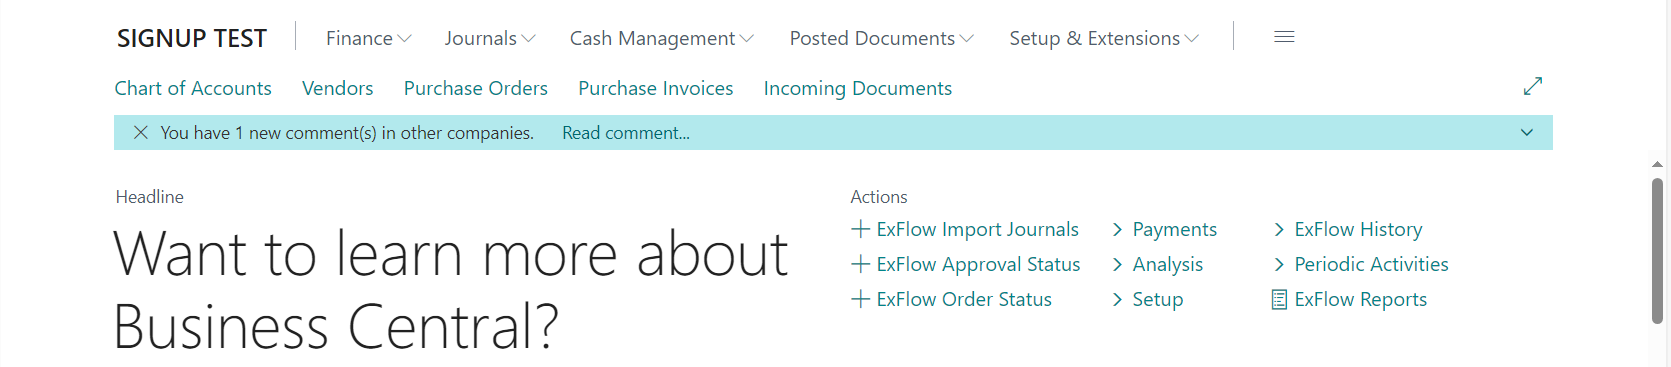 SIGNUP TEST Finance Journals Cash Management Posted Documents Setup & Extensions
Chart of Accounts Vendors Purchase Orders Purchase Invoices Incoming Documents
You have 1 new comment(s) in other companies. Read comment...
Headline
Want to learn more about
Business Central?
Actions
ExFlow Import Journals Payments ExFlow History
ExFlow Approval Status Analysis Periodic Activities
ExFlow Order Status Setup ExFlow Reports